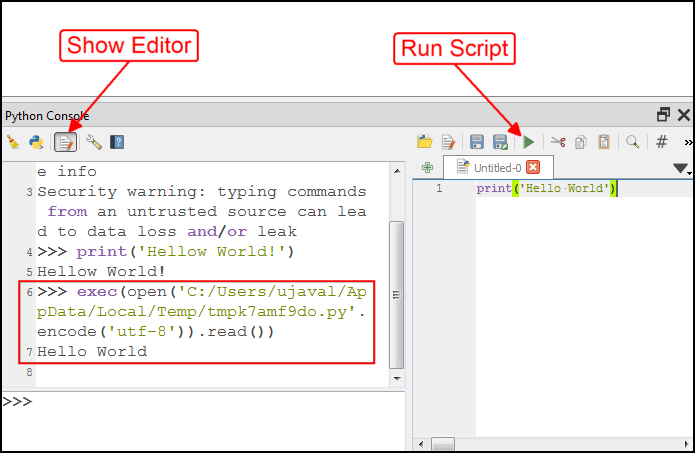 Show Editor
Run Script
Python Console
e info
3 Security warning: typing commands
from an untrusted source can lea
d to data loss and/or leak
4 >>> print('Hellow World!')
5 Hellow World!
6 >>> exec(open('C:/Users/ujaval/Ap
pData/Local/Temp/tmpk7amf9do.py'.
encode('utf-8')).read())
7 Hello World
8
>>>
#
»
Untitled-0
1 print('Hello·World')